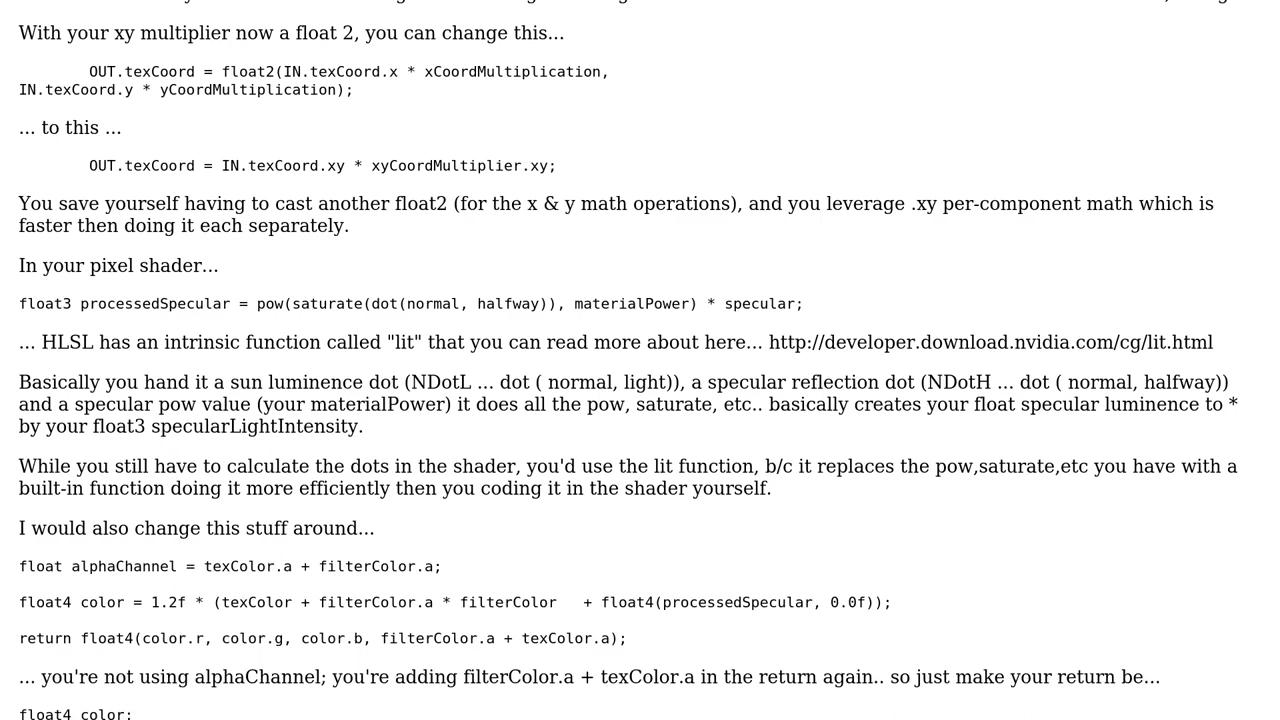 With your xy multiplier now a float 2, you can change this...
OUT.texCoord = float2(IN.texCoord.x * xCoordMultiplication,
IN.texCoord.y * yCoordMultiplication);
... to this ...
OUT.texCoord = IN.texCoord.xy * xyCoordMultiplier.xy;
You save yourself having to cast another float2 (for the x & y math operations), and you leverage .xy per-component math which is
faster then doing it each separately.
In your pixel shader...
float3 processedSpecular = pow(saturate(dot(normal, halfway)), materialPower) * specular;
... HLSL has an intrinsic function called "lit" that you can read more about here... http://developer.download.nvidia.com/cg/lit.html
Basically you hand it a sun luminence dot (NDotL ... dot ( normal, light)), a specular reflection dot (NDotH ... dot ( normal, halfway))
and a specular pow value (your materialPower) it does all the pow, saturate, etc.. basically creates your float specular luminence to *
by your float3 specularLightIntensity.
While you still have to calculate the dots in the shader, you'd use the lit function, b/c it replaces the pow,saturate,etc you have with a
built-in function doing it more efficiently then you coding it in the shader yourself.
I would also change this stuff around...
float alphaChannel = texColor.a + filterColor.a;
float4 color = 1.2f * (texColor + filterColor.a * filterColor   + float4(processedSpecular, 0.0f));
return float4(color.r, color.g, color.b, filterColor.a + texColor.a);
... you're not using alphaChannel; you're adding filterColor.a + texColor.a in the return again.. so just make your return be...
float4 color;